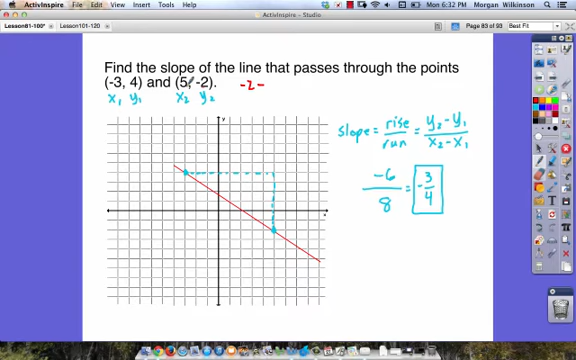 ActivInspire File Edit View Insert Tools Help Mon 6:32 PM Morgan Wilkinson
ActivInspire - Studio
Lesson81-100* Lesson101-120 Page 83 of 93 Best Fit
Find the slope of the line that passes through the points
(-3, 4) and (5, -2). -2 -
x₁ y₁ x₂ y₂
slope = rise/run = y₂-y₁/x₂-x₁
y
-6/8 = -3/4
x